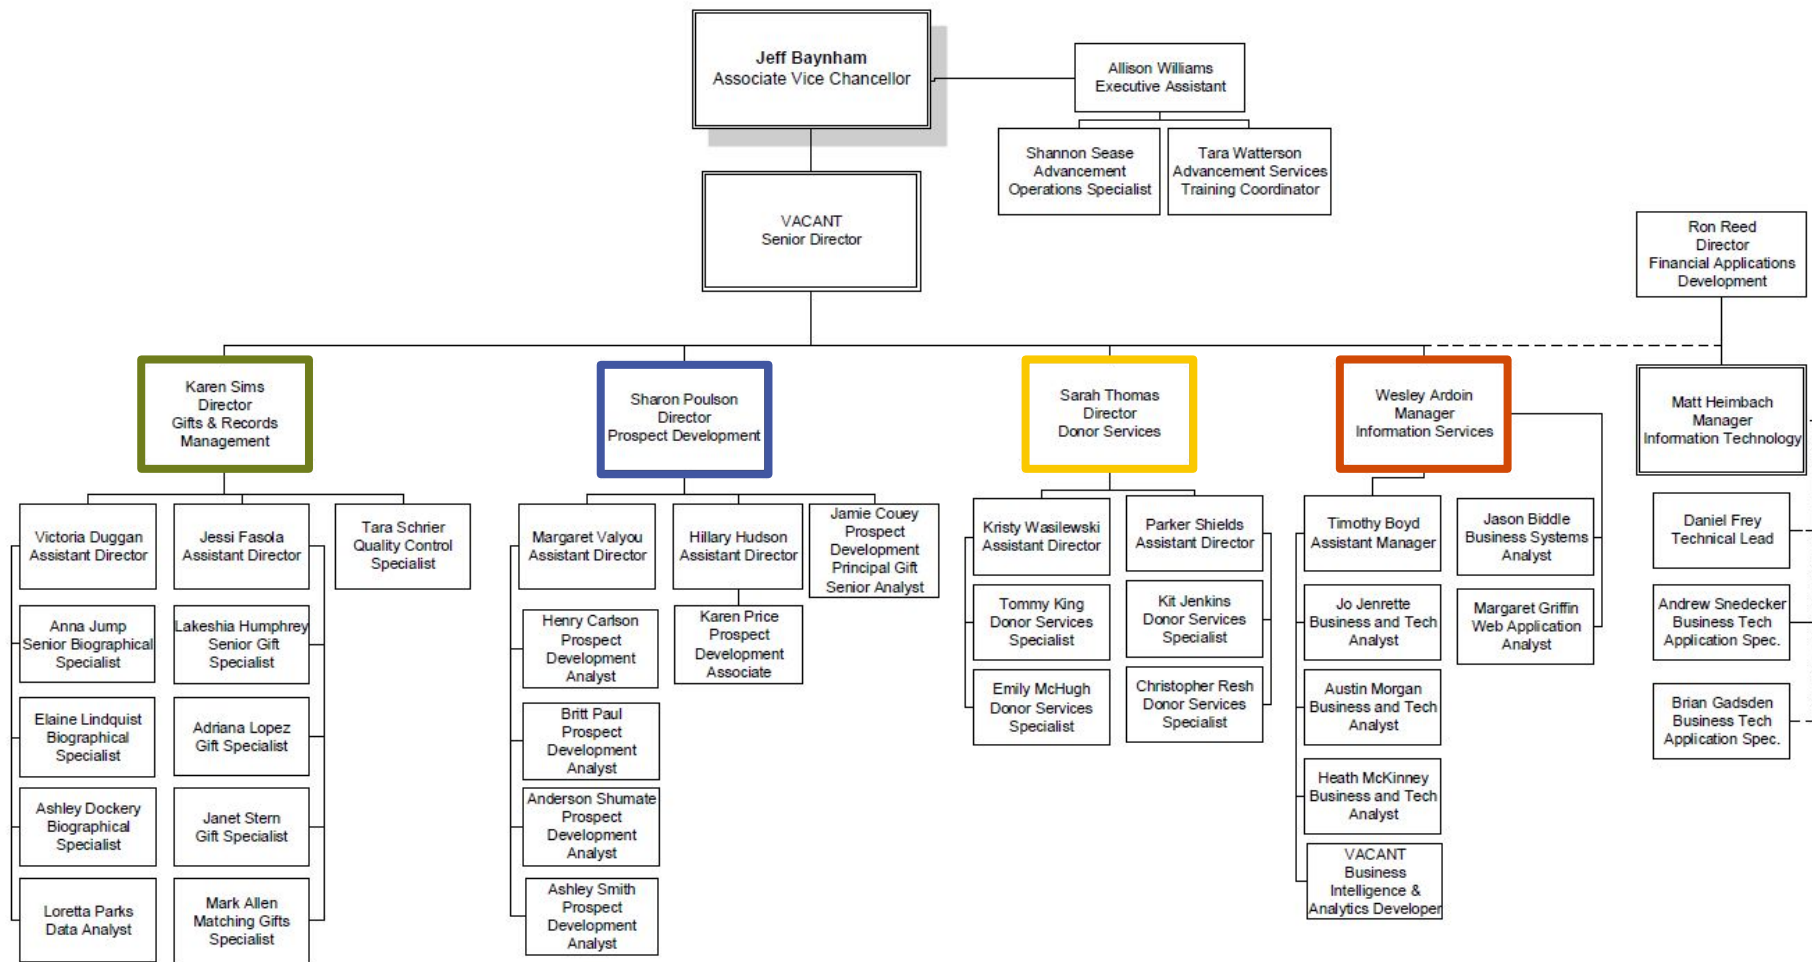 Jeff Baynham
Associate Vice Chancellor
Allison Williams
Executive Assistant
Shannon Sease
Advancement
Operations Specialist
Tara Watterson
Advancement Services
Training Coordinator
VACANT
Senior Director
Ron Reed
Director
Financial Applications
Development
Karen Sims
Director
Gifts & Records
Management
Sharon Poulson
Director
Prospect Development
Sarah Thomas
Director
Donor Services
Wesley Ardoin
Manager
Information Services
Matt Heimbach
Manager
Information Technology
Victoria Duggan
Assistant Director
Anna Jump
Senior Biographical
Specialist
Elaine Lindquist
Biographical
Specialist
Ashley Dockery
Biographical
Specialist
Loretta Parks
Data Analyst
Jessi Fasola
Assistant Director
Lakeshia Humphrey
Senior Gift
Specialist
Adriana Lopez
Gift Specialist
Janet Stern
Gift Specialist
Mark Allen
Matching Gifts
Specialist
Tara Schrier
Quality Control
Specialist
Margaret Valyou
Assistant Director
Henry Carlson
Prospect
Development
Analyst
Britt Paul
Prospect
Development
Analyst
Anderson Shumate
Prospect
Development
Analyst
Ashley Smith
Prospect
Development
Analyst
Hillary Hudson
Assistant Director
Karen Price
Prospect
Development
Associate
Jamie Couey
Prospect
Development
Principal Gift
Senior Analyst
Kristy Wasilewski
Assistant Director
Tommy King
Donor Services
Specialist
Emily McHugh
Donor Services
Specialist
Parker Shields
Assistant Director
Kit Jenkins
Donor Services
Specialist
Christopher Resh
Donor Services
Specialist
Timothy Boyd
Assistant Manager
Jo Jenrette
Business and Tech
Analyst
Austin Morgan
Business and Tech
Analyst
Heath McKinney
Business and Tech
Analyst
VACANT
Business
Intelligence &
Analytics Developer
Jason Biddle
Business Systems
Analyst
Margaret Griffin
Web Application
Analyst
Daniel Frey
Technical Lead
Andrew Snedecker
Business Tech
Application Spec.
Brian Gadsden
Business Tech
Application Spec.